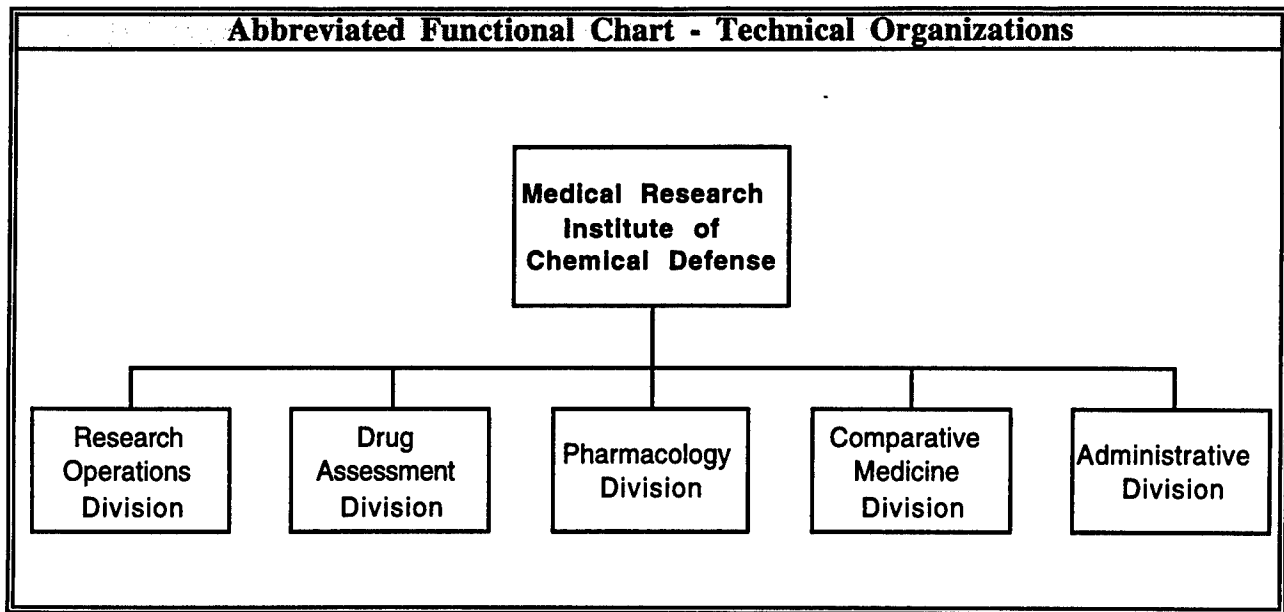 Abbreviated Functional Chart - Technical Organizations
Medical Research
Institute of
Chemical Defense
Research
Operations
Division
Drug
Assessment
Division
Pharmacology
Division
Comparative
Medicine
Division
Administrative
Division